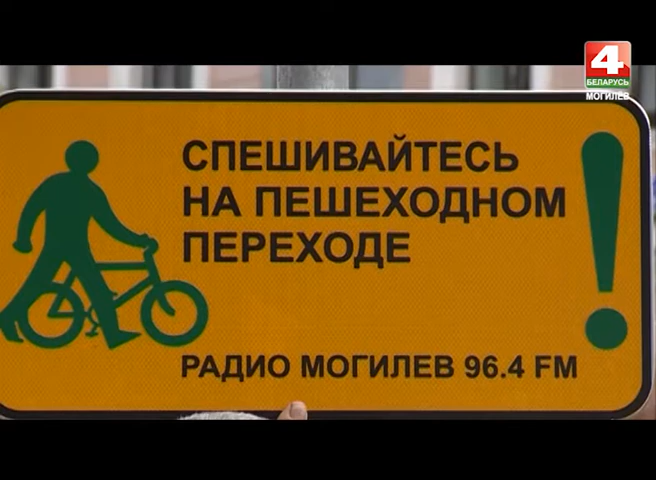 4
БЕЛАРУСЬ
МОГИЛЕВ
СПЕШИВАЙТЕСЬ
НА ПЕШЕХОДНОМ
ПЕРЕХОДЕ
!
РАДИО МОГИЛЕВ 96.4 FM